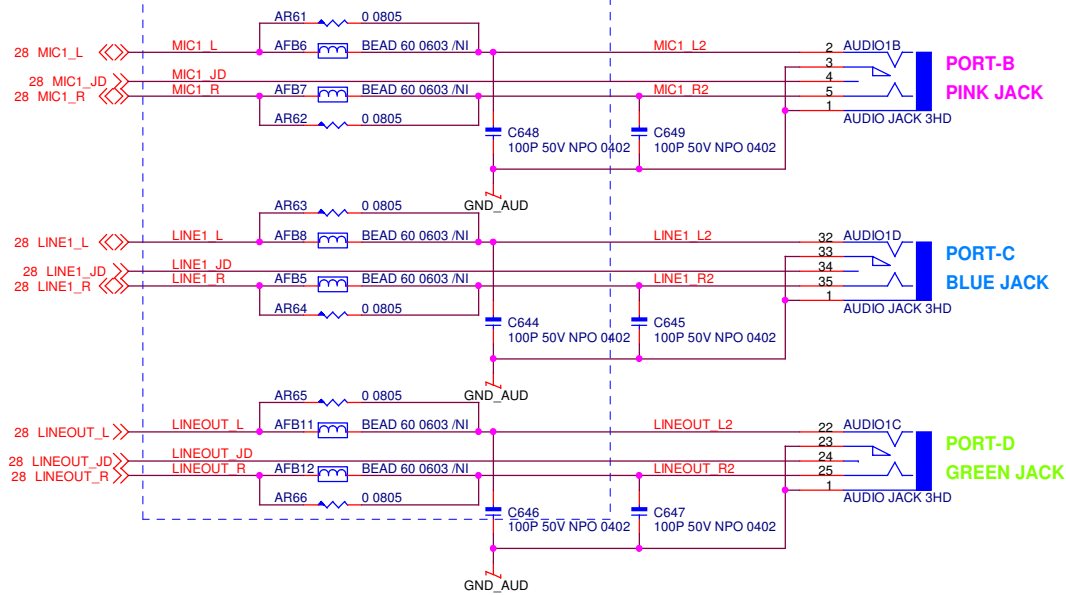 AR61 0 0805
28 MIC1_L MIC1_L AFB6 BEAD 60 0603 /NI MIC1_L2 2 AUDIO1B
3 PORT-B
28 MIC1_JD MIC1_JD 4
28 MIC1_R MIC1_R AFB7 BEAD 60 0603 /NI MIC1_R2 5 PINK JACK
1
AR62 0 0805 AUDIO JACK 3HD
C648 C649
100P 50V NPO 0402 100P 50V NPO 0402
GND_AUD
AR63 0 0805
28 LINE1_L LINE1_L AFB8 BEAD 60 0603 /NI LINE1_L2 32 AUDIO1D
33 PORT-C
28 LINE1_JD LINE1_JD 34
28 LINE1_R LINE1_R AFB5 BEAD 60 0603 /NI LINE1_R2 35 BLUE JACK
1
AR64 0 0805 AUDIO JACK 3HD
C644 C645
100P 50V NPO 0402 100P 50V NPO 0402
GND_AUD
AR65 0 0805
28 LINEOUT_L LINEOUT_L AFB11 BEAD 60 0603 /NI LINEOUT_L2 22 AUDIO1C
23 PORT-D
28 LINEOUT_JD LINEOUT_JD 24
28 LINEOUT_R LINEOUT_R AFB12 BEAD 60 0603 /NI LINEOUT_R2 25 GREEN JACK
1
AR66 0 0805 AUDIO JACK 3HD
C646 C647
100P 50V NPO 0402 100P 50V NPO 0402
GND_AUD